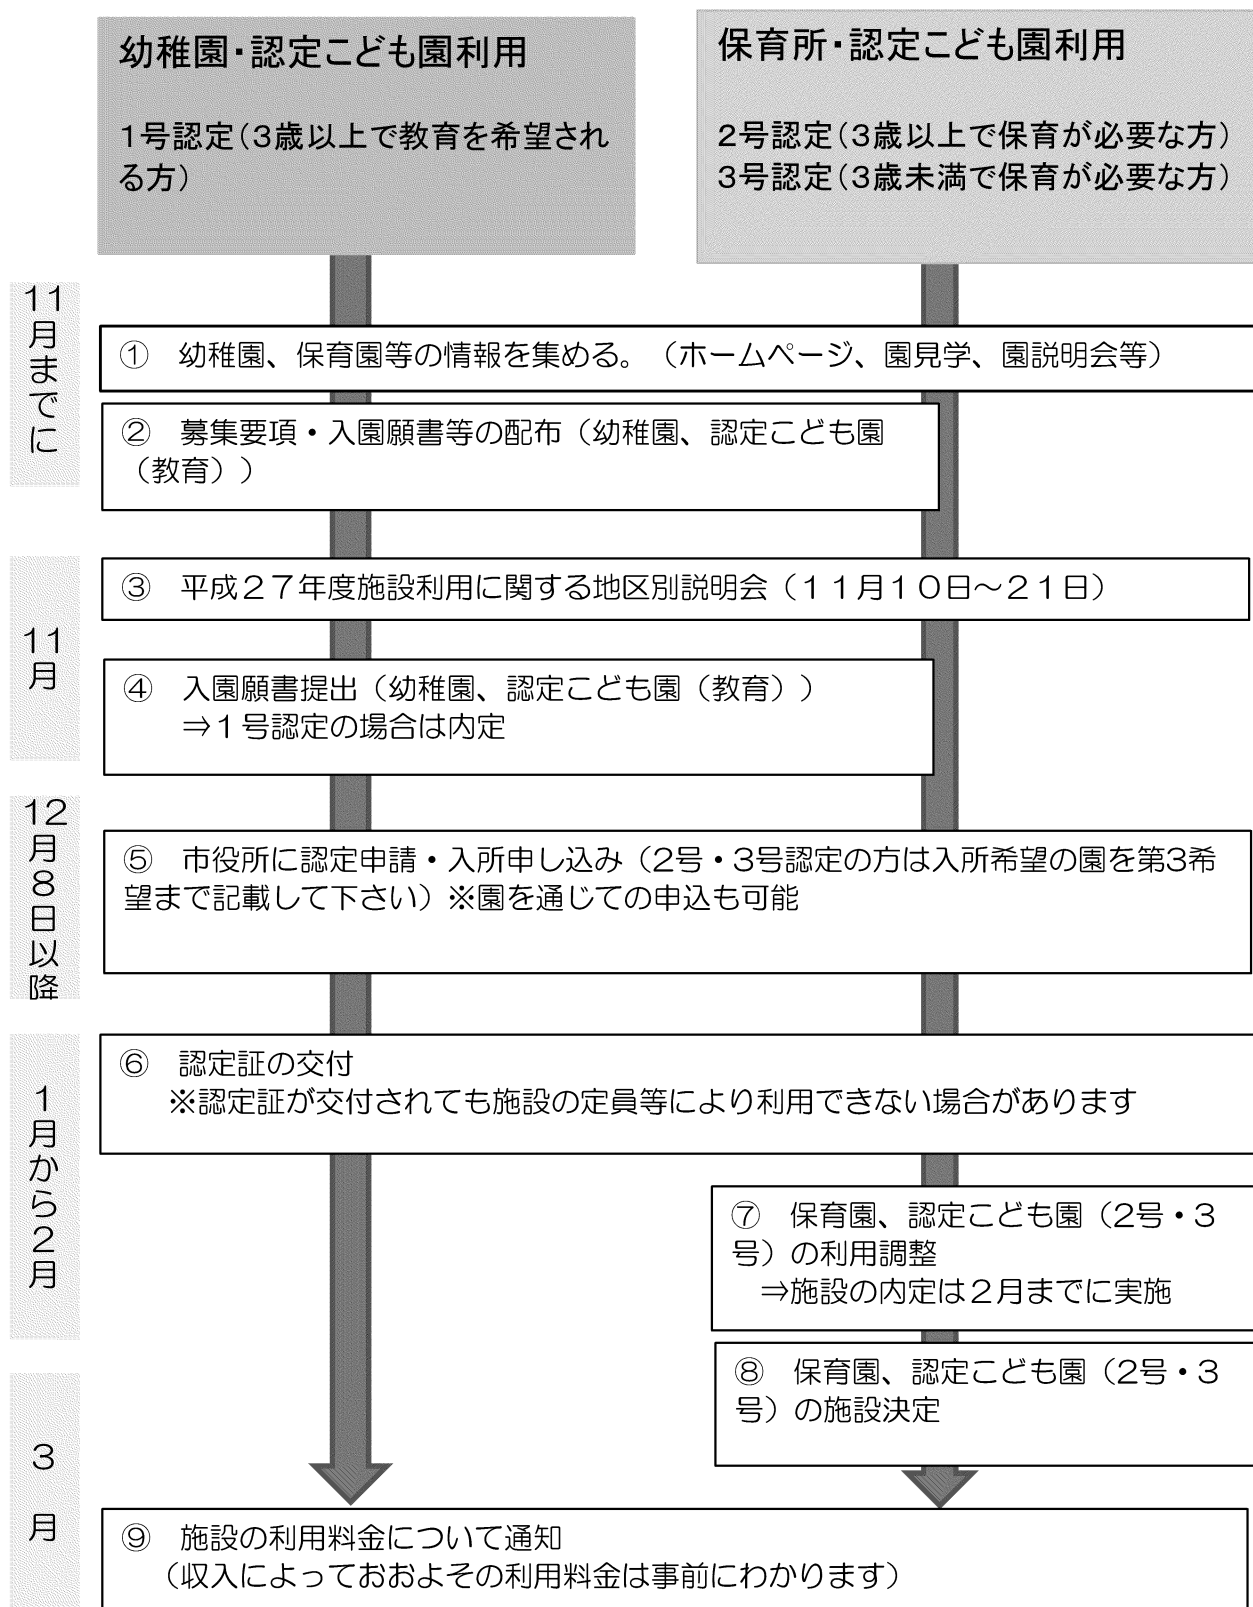 幼稚園・認定こども園利用
1号認定(3歳以上で教育を希望され
る方)
保育所・認定こども園利用
2号認定(3歳以上で保育が必要な方)
3号認定(3歳未満で保育が必要な方)
11月までに
① 幼稚園、保育園等の情報を集める。（ホームページ、園見学、園説明会等）
② 募集要項・入園願書等の配布（幼稚園、認定こども園
（教育））
11月
③ 平成２７年度施設利用に関する地区別説明会（１１月１０日～２１日）
④ 入園願書提出（幼稚園、認定こども園（教育））
⇒１号認定の場合は内定
12月8日以降
⑤ 市役所に認定申請・入所申し込み（2号・3号認定の方は入所希望の園を第3希
望まで記載して下さい）※園を通じての申込も可能
1月から2月
⑥ 認定証の交付
※認定証が交付されても施設の定員等により利用できない場合があります
⑦ 保育園、認定こども園（2号・3
号）の利用調整
⇒施設の内定は２月までに実施
⑧ 保育園、認定こども園（2号・3
号）の施設決定
3月
⑨ 施設の利用料金について通知
（収入によっておおよその利用料金は事前にわかります）